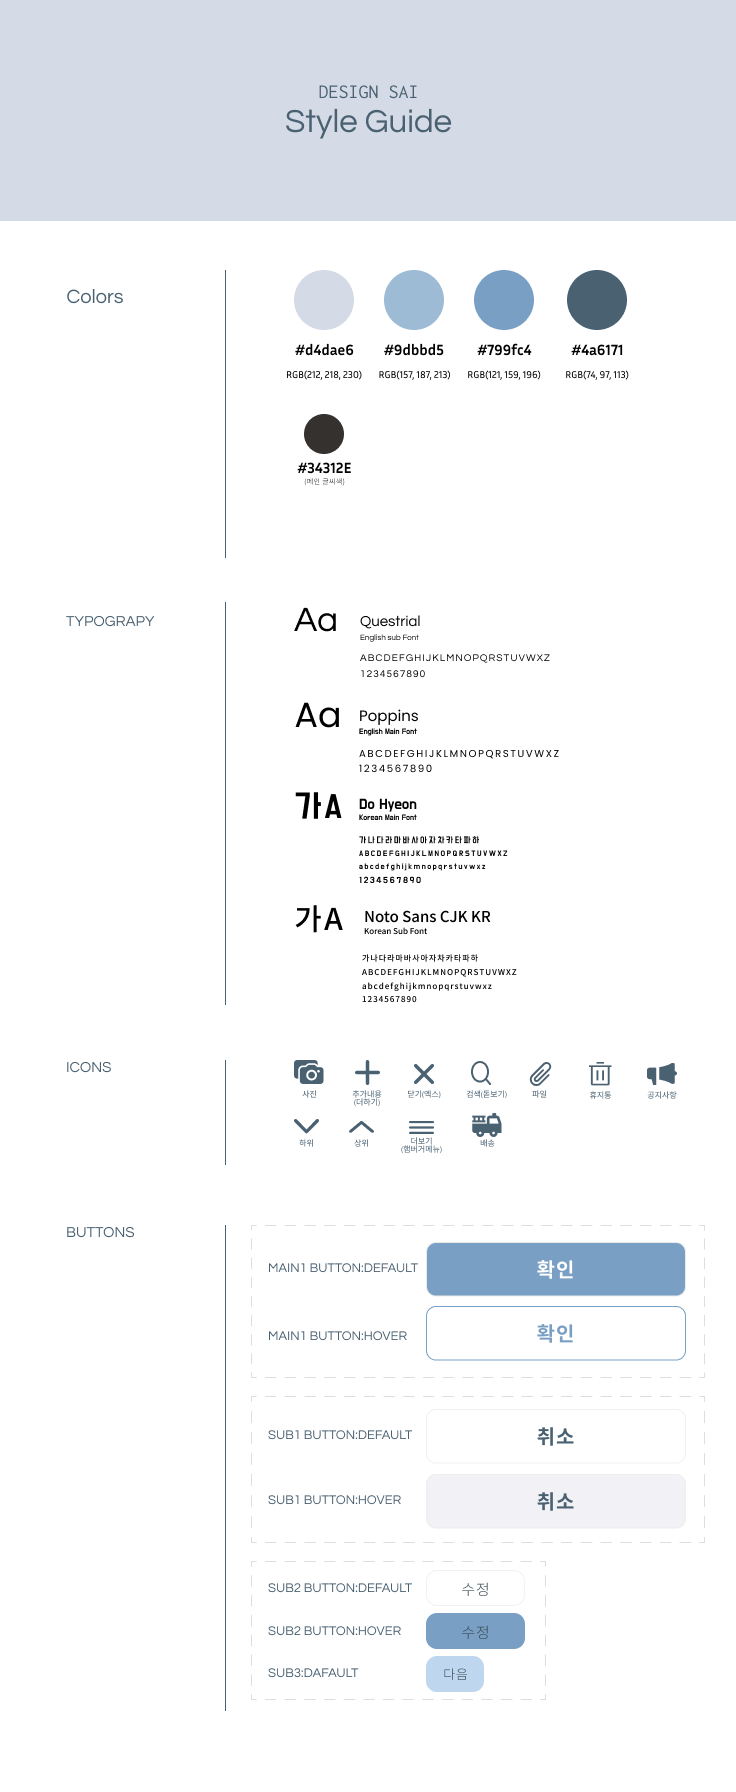 DESIGN SAI
Style Guide
Colors
#d4dae6
#9dbbd5
#799fc4
#4a6171
RGB(212, 218, 230)
RGB(157, 187, 213)
RGB(121, 159, 196)
RGB(74, 97, 113)
#34312E
(메인 글씨색)
TYPOGRAPY
Aa
Questrial
English sub Font
ABCDEFGHIJKLMNOPQRSTUVWXZ
1234567890
Aa
Poppins
English Main Font
ABCDEFGHIJKLMNOPQRSTUVWXZ
1234567890
가A
Do Hyeon
Korean Main Font
가나다라마바사아자차카타파하
ABCDEFGHIJKLMNOPQRSTUVWXZ
abcdefghijkmnopqrstuvwxz
1234567890
가A
Noto Sans CJK KR
Korean Sub Font
가나다라마바사아자차카타파하
ABCDEFGHIJKLMNOPQRSTUVWXZ
abcdefghijkmnopqrstuvwxz
1234567890
ICONS
사진
추가내용
(더하기)
닫기(엑스)
검색(돋보기)
파일
휴지통
공지사항
하위
상위
더보기
(햄버거메뉴)
배송
BUTTONS
MAIN1 BUTTON:DEFAULT
확인
MAIN1 BUTTON:HOVER
확인
SUB1 BUTTON:DEFAULT
취소
SUB1 BUTTON:HOVER
취소
SUB2 BUTTON:DEFAULT
수정
SUB2 BUTTON:HOVER
수정
SUB3:DAFAULT
다음